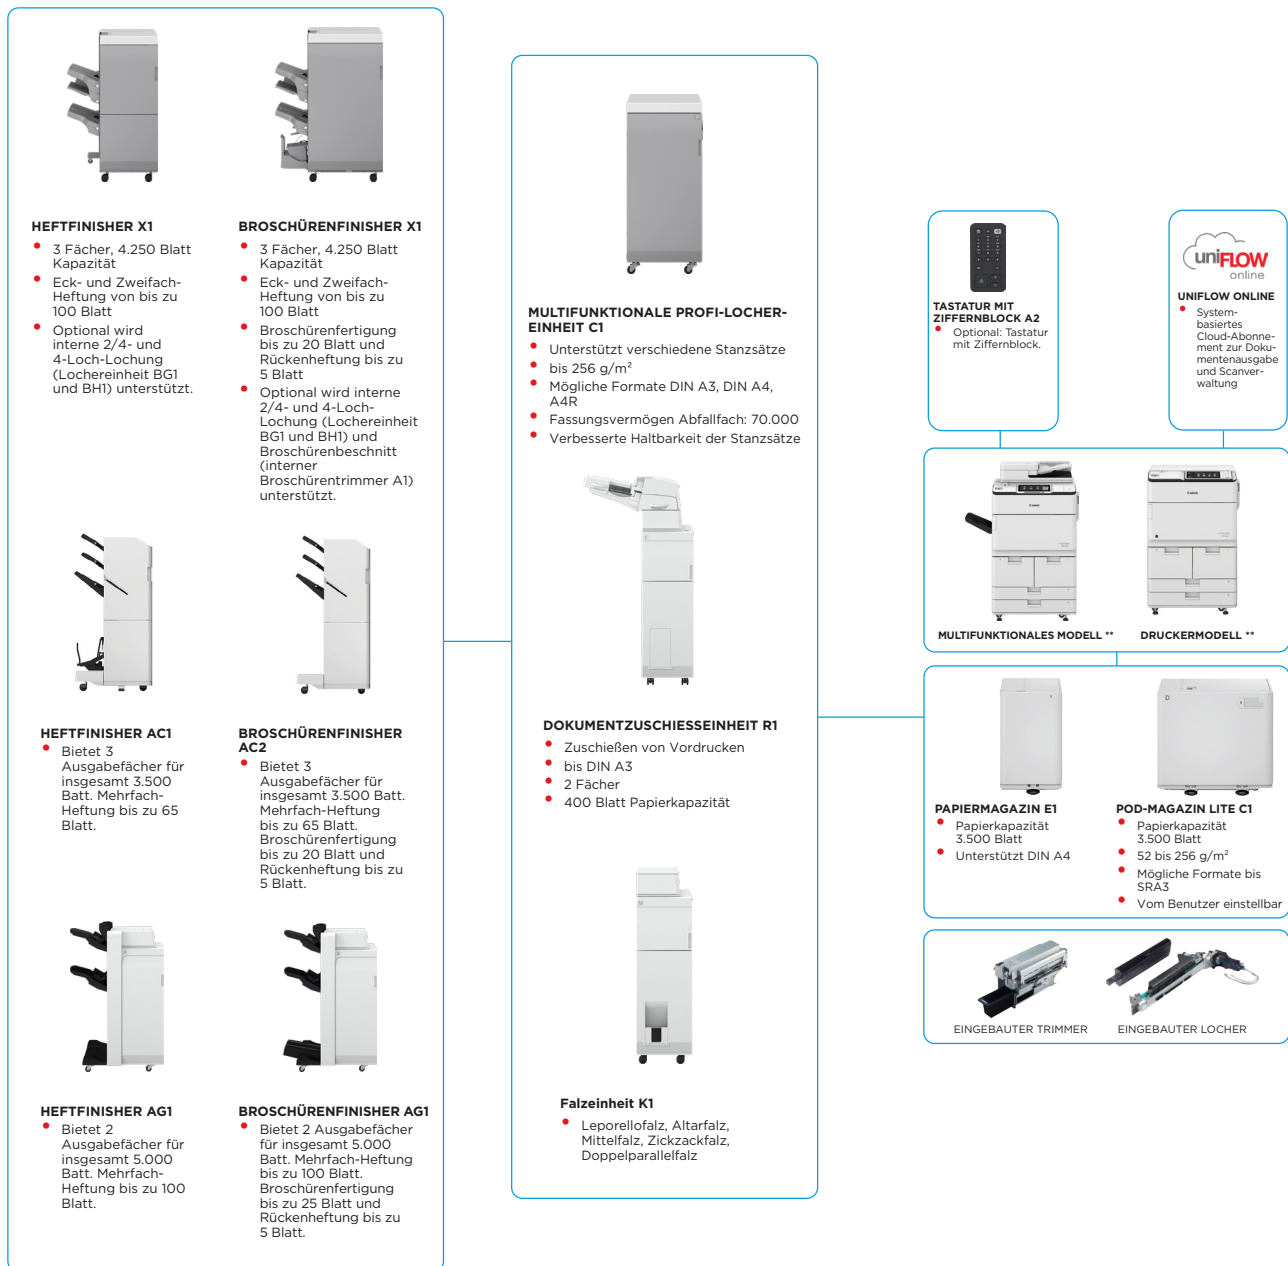 HEFTFINISHER X1
3 Fächer, 4.250 Blatt
Kapazität
Eck- und Zweifach-
Heftung von bis zu
100 Blatt
Optional wird
interne 2/4- und
4-Loch-Lochung
(Lochereinheit BG1
und BH1) unterstützt.
BROSCHÜRENFINISHER X1
3 Fächer, 4.250 Blatt
Kapazität
Eck- und Zweifach-
Heftung von bis zu
100 Blatt
Broschürenfertigung
bis zu 20 Blatt und
Rückenheftung bis zu
5 Blatt
Optional wird interne
2/4- und 4-Loch-
Lochung (Lochereinheit
BG1 und BH1) und
Broschürenbeschnitt
(interner
Broschürentrimmer A1)
unterstützt.
HEFTFINISHER AC1
Bietet 3
Ausgabefächer für
insgesamt 3.500
Batt. Mehrfach-
Heftung bis zu 65
Blatt.
BROSCHÜRENFINISHER
AC2
Bietet 3
Ausgabefächer für
insgesamt 3.500 Batt.
Mehrfach-Heftung
bis zu 65 Blatt.
Broschürenfertigung
bis zu 20 Blatt und
Rückenheftung bis zu
5 Blatt.
HEFTFINISHER AG1
Bietet 2
Ausgabefächer für
insgesamt 5.000
Batt. Mehrfach-
Heftung bis zu 100
Blatt.
BROSCHÜRENFINISHER AG1
Bietet 2 Ausgabefächer
für insgesamt 5.000
Batt. Mehrfach-Heftung
bis zu 100 Blatt.
Broschürenfertigung
bis zu 25 Blatt und
Rückenheftung bis zu
5 Blatt.
MULTIFUNKTIONALE PROFI-LOCHER-
EINHEIT C1
Unterstützt verschiedene Stanzsätze
bis 256 g/m²
Mögliche Formate DIN A3, DIN A4,
A4R
Fassungsvermögen Abfallfach: 70.000
Verbesserte Haltbarkeit der Stanzsätze
DOKUMENTZUSCHIESSEINHEIT R1
Zuschießen von Vordrucken
bis DIN A3
2 Fächer
400 Blatt Papierkapazität
Falzeinheit K1
Leporellofalz, Altarfalz,
Mittelfalz, Zickzackfalz,
Doppelparallelfalz
TASTATUR MIT
ZIFFERNBLOCK A2
Optional: Tastatur
mit Ziffernblock.
uniFLOW
online
UNIFLOW ONLINE
System-
basiertes
Cloud-Abonne-
ment zur Doku-
mentenausgabe
und Scanver-
waltung
Canon
Canon
MULTIFUNKTIONALES MODELL **
DRUCKERMODELL **
D
PAPIERMAGAZIN E1
Papierkapazität
3.500 Blatt
Unterstützt DIN A4
POD-MAGAZIN LITE C1
Papierkapazität
3.500 Blatt
52 bis 256 g/m²
Mögliche Formate bis
SRA3
Vom Benutzer einstellbar
EINGEBAUTER TRIMMER
EINGEBAUTER LOCHER